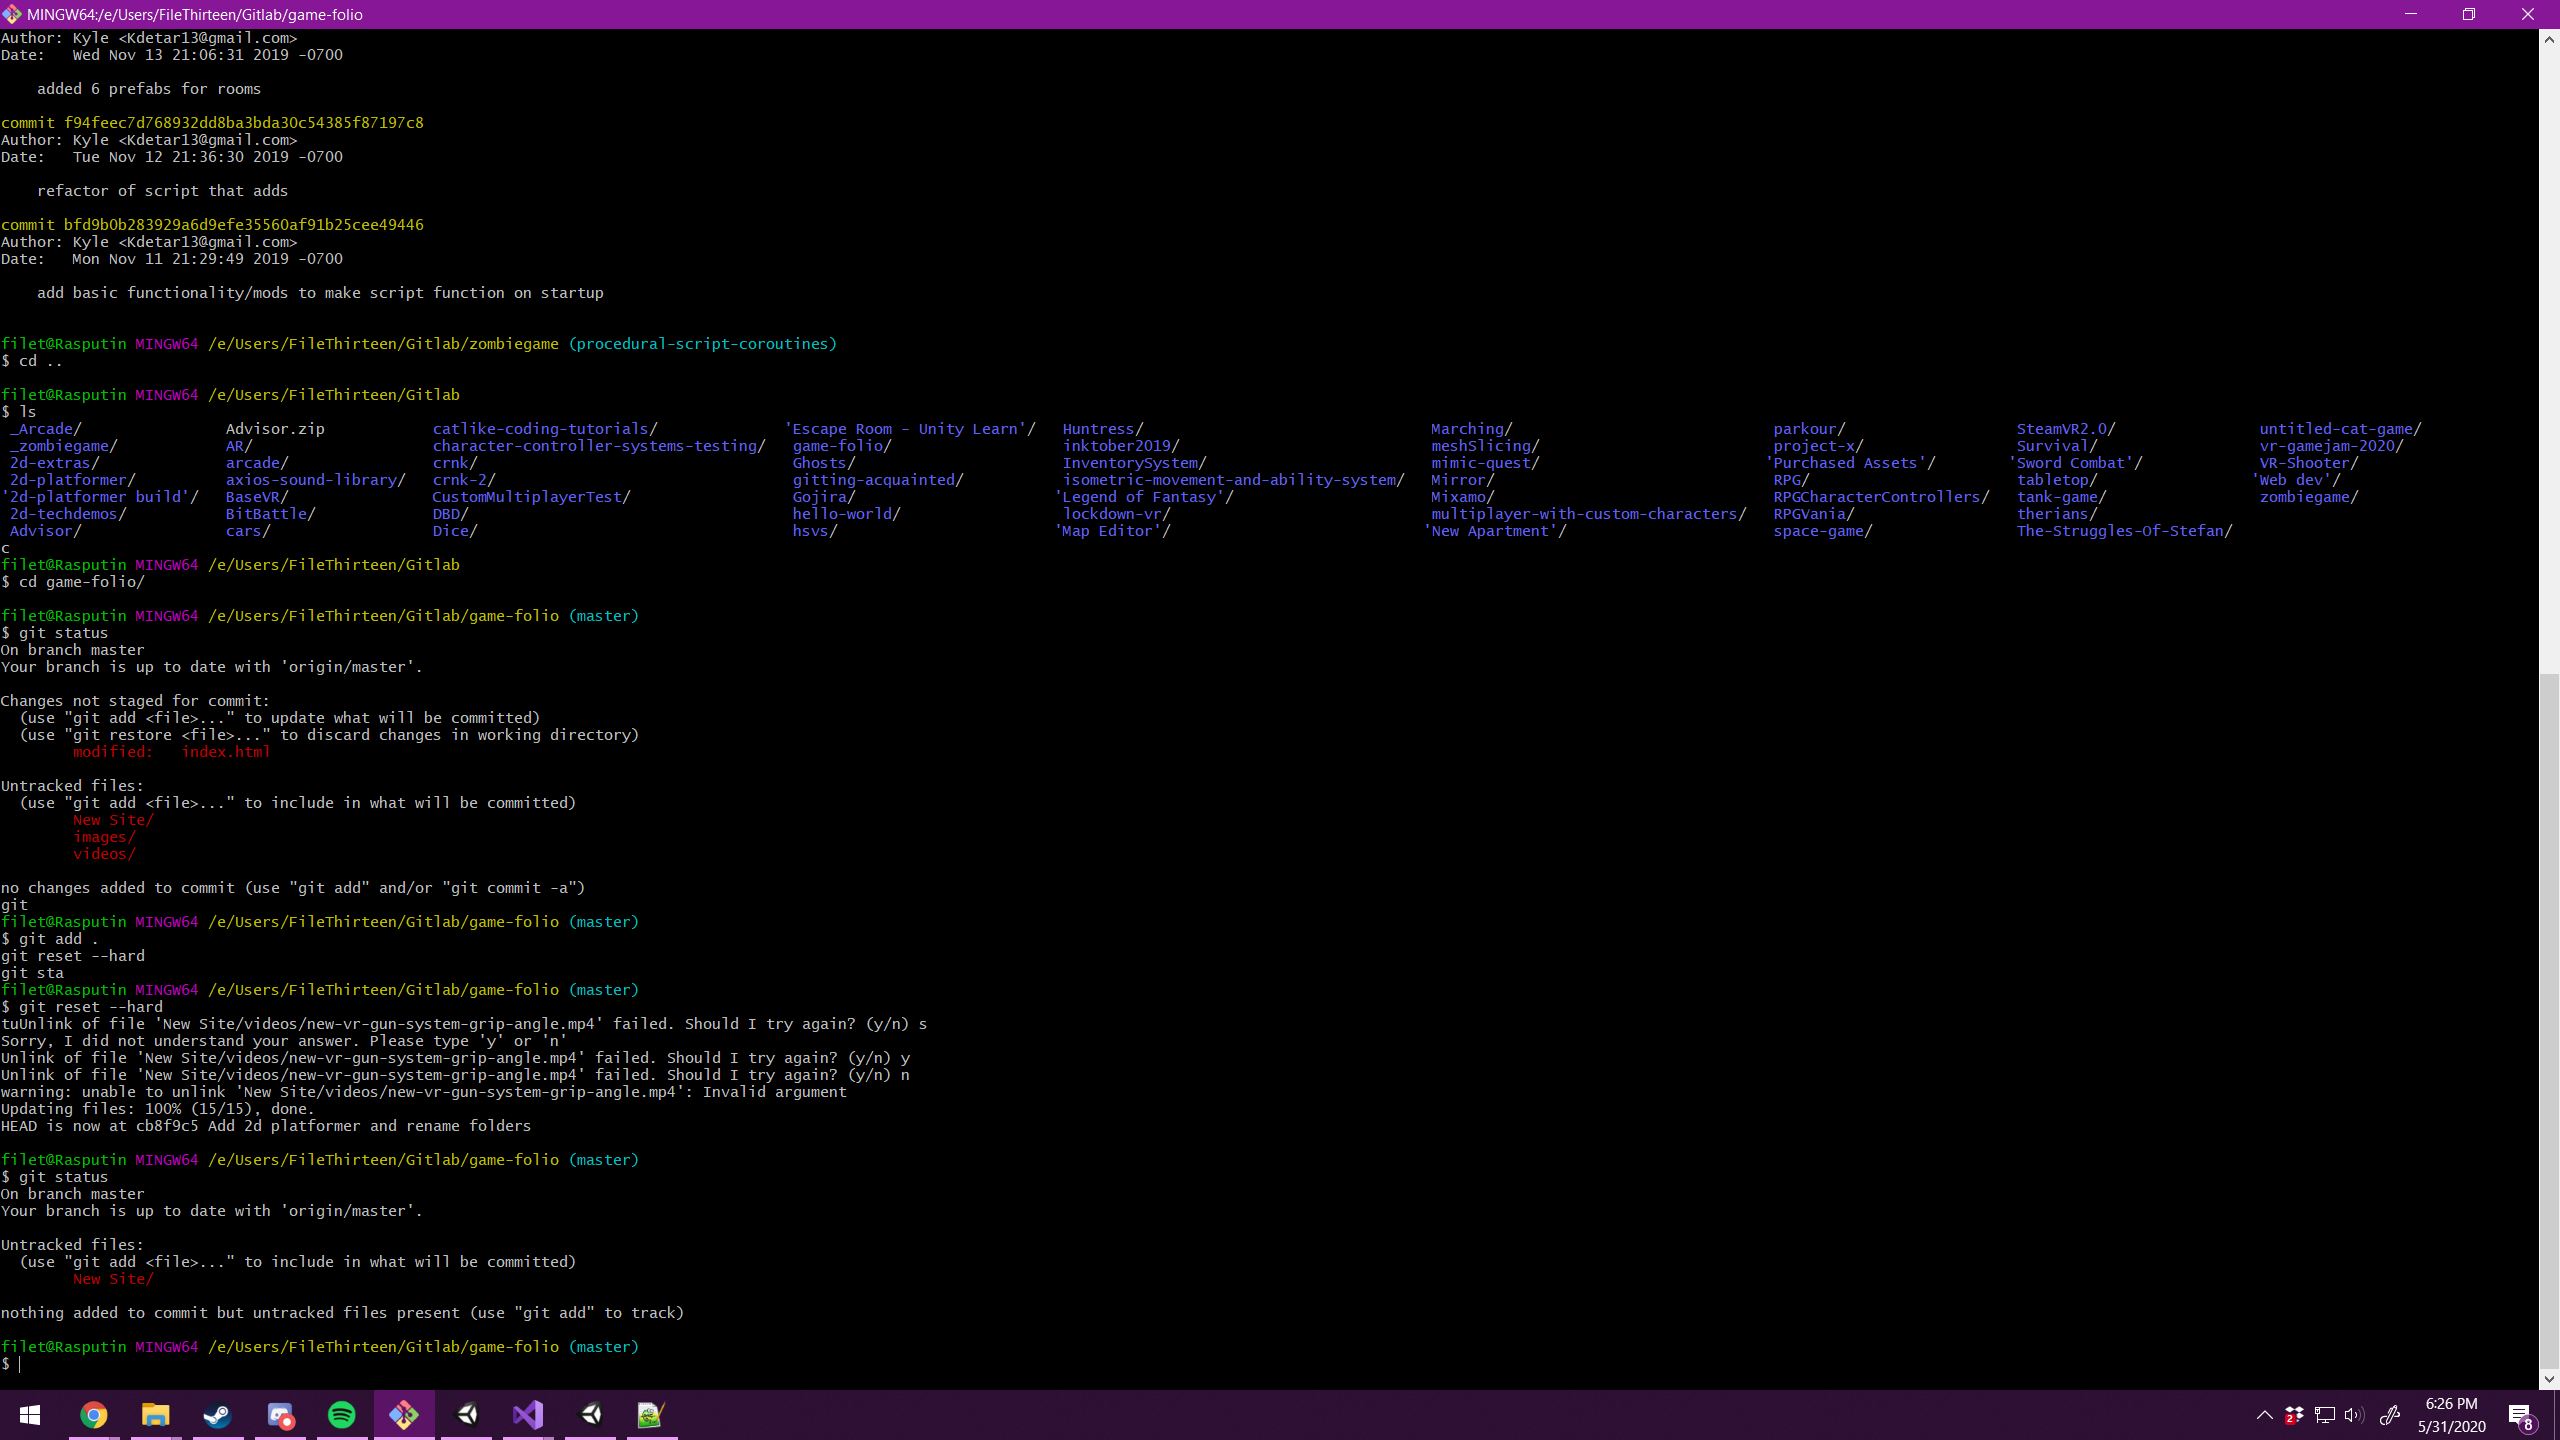 MINGW64:/e/Users/FileThirteen/Gitlab/game-folio
Author: Kyle <Kdetar13@gmail.com>
Date:   Wed Nov 13 21:06:31 2019 -0700
    added 6 prefabs for rooms
commit f94feec7d768932dd8ba3bda30c54385f87197c8
Author: Kyle <Kdetar13@gmail.com>
Date:   Tue Nov 12 21:36:30 2019 -0700
    refactor of script that adds
commit bfd9b0b283929a6d9efe35560af91b25cee49446
Author: Kyle <Kdetar13@gmail.com>
Date:   Mon Nov 11 21:29:49 2019 -0700
    add basic functionality/mods to make script function on startup
filet@Rasputin MINGW64 /e/Users/FileThirteen/Gitlab/zombiegame (procedural-script-coroutines)
$ cd ..
filet@Rasputin MINGW64 /e/Users/FileThirteen/Gitlab
$ ls
 _Arcade/   Advisor.zip   catlike-coding-tutorials/   'Escape Room - Unity Learn'/   Huntress/   Marching/   parkour/   SteamVR2.0/   untitled-cat-game/
 _zombiegame/   AR/   character-controller-systems-testing/   game-folio/   inktober2019/   meshSlicing/   project-x/   Survival/   vr-gamejam-2020/
 2d-extras/   arcade/   crnk/   Ghosts/   InventorySystem/   mimic-quest/   'Purchased Assets'/   'Sword Combat'/   VR-Shooter/
 2d-platformer/   axios-sound-library/   crnk-2/   gitting-acquainted/   isometric-movement-and-ability-system/   Mirror/   RPG/   tabletop/   'Web dev'/
'2d-platformer build'/   BaseVR/   CustomMultiplayerTest/   Gojira/   'Legend of Fantasy'/   Mixamo/   RPGCharacterControllers/   tank-game/   zombiegame/
 2d-techdemos/   BitBattle/   DBD/   hello-world/   lockdown-vr/   multiplayer-with-custom-characters/   RPGVania/   therians/
 Advisor/   cars/   Dice/   hsvs/   'Map Editor'/   'New Apartment'/   space-game/   The-Struggles-Of-Stefan/
c
filet@Rasputin MINGW64 /e/Users/FileThirteen/Gitlab
$ cd game-folio/
filet@Rasputin MINGW64 /e/Users/FileThirteen/Gitlab/game-folio (master)
$ git status
On branch master
Your branch is up to date with 'origin/master'.
Changes not staged for commit:
  (use "git add <file>..." to update what will be committed)
  (use "git restore <file>..." to discard changes in working directory)
        modified:   index.html
Untracked files:
  (use "git add <file>..." to include in what will be committed)
        New Site/
        images/
        videos/
no changes added to commit (use "git add" and/or "git commit -a")
git
filet@Rasputin MINGW64 /e/Users/FileThirteen/Gitlab/game-folio (master)
$ git add .
git reset --hard
git sta
filet@Rasputin MINGW64 /e/Users/FileThirteen/Gitlab/game-folio (master)
$ git reset --hard
tuUnlink of file 'New Site/videos/new-vr-gun-system-grip-angle.mp4' failed. Should I try again? (y/n) s
Sorry, I did not understand your answer. Please type 'y' or 'n'
Unlink of file 'New Site/videos/new-vr-gun-system-grip-angle.mp4' failed. Should I try again? (y/n) y
Unlink of file 'New Site/videos/new-vr-gun-system-grip-angle.mp4' failed. Should I try again? (y/n) n
warning: unable to unlink 'New Site/videos/new-vr-gun-system-grip-angle.mp4': Invalid argument
Updating files: 100% (15/15), done.
HEAD is now at cb8f9c5 Add 2d platformer and rename folders
filet@Rasputin MINGW64 /e/Users/FileThirteen/Gitlab/game-folio (master)
$ git status
On branch master
Your branch is up to date with 'origin/master'.
Untracked files:
  (use "git add <file>..." to include in what will be committed)
        New Site/
nothing added to commit but untracked files present (use "git add" to track)
filet@Rasputin MINGW64 /e/Users/FileThirteen/Gitlab/game-folio (master)
$
2
6:26 PM
5/31/2020
8